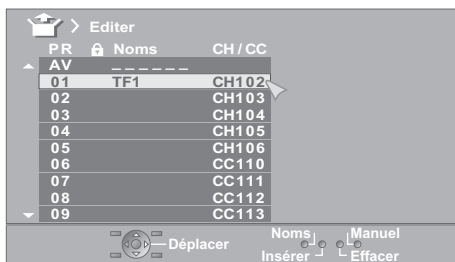 > Editer
PR Noms CH/CC
AV _ _ _ _ _ _
01 TF1 CH102
02 CH103
03 CH104
04 CH105
05 CH106
06 CC110
07 CC111
08 CC112
09 CC113
Déplacer
Noms Manuel
Insérer Effacer